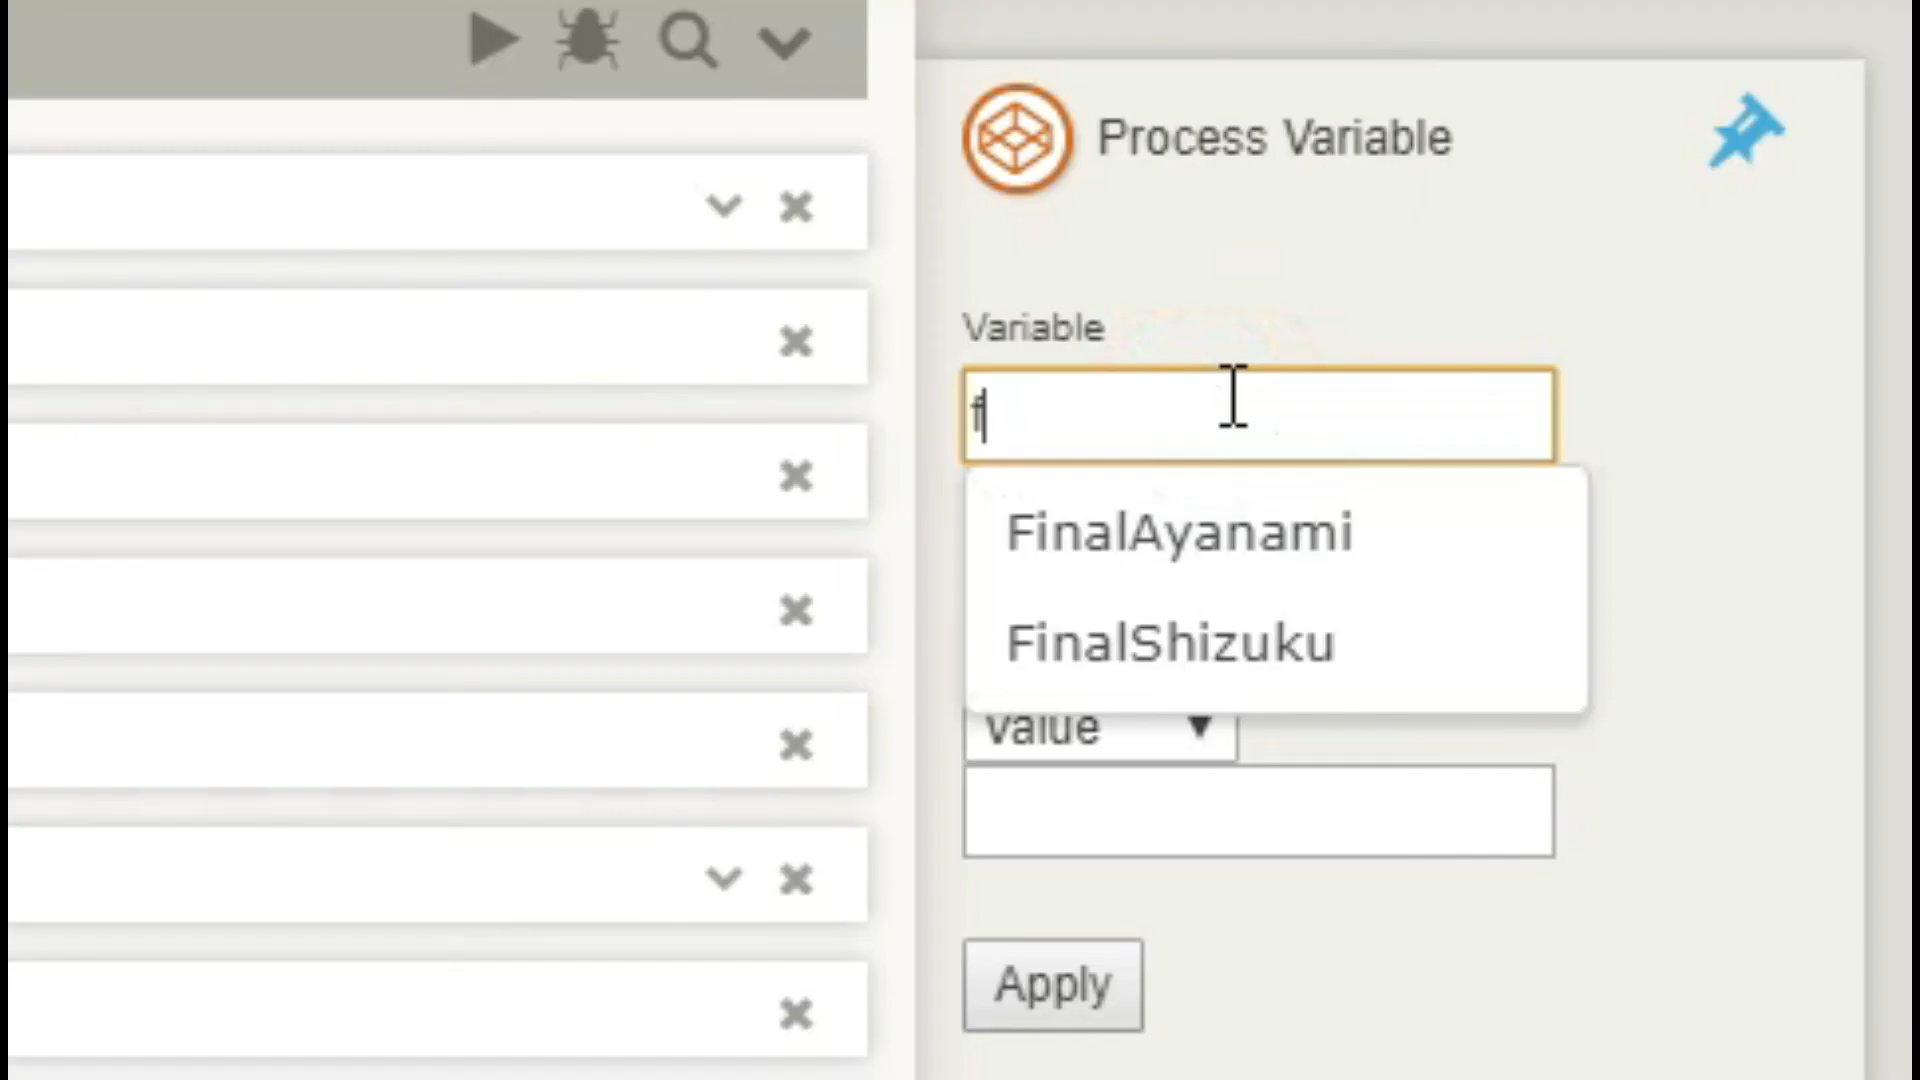 Process Variable
Variable
f
FinalAyanami
FinalShizuku
Value
Apply